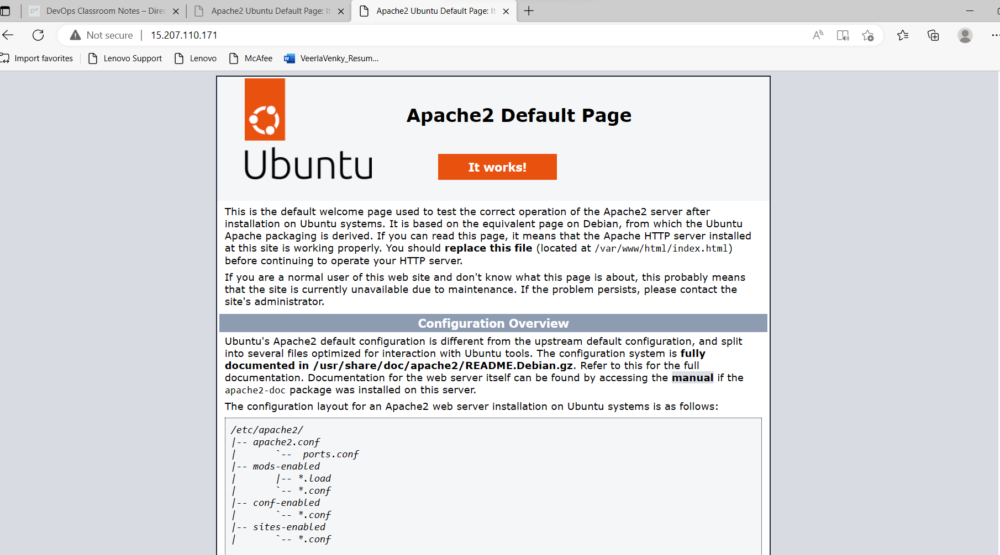 DevOps Classroom Notes – Direc
Apache2 Ubuntu Default Page: It
Apache2 Ubuntu Default Page: It
Not secure
15.207.110.171
Import favorites
Lenovo Support
Lenovo
McAfee
VeerlaVenky_Resum...
Ubuntu
Apache2 Default Page
It works!
This is the default welcome page used to test the correct operation of the Apache2 server after
installation on Ubuntu systems. It is based on the equivalent page on Debian, from which the Ubuntu
Apache packaging is derived. If you can read this page, it means that the Apache HTTP server installed
at this site is working properly. You should replace this file (located at /var/www/html/index.html)
before continuing to operate your HTTP server.
If you are a normal user of this web site and don't know what this page is about, this probably means
that the site is currently unavailable due to maintenance. If the problem persists, please contact the
site's administrator.
Configuration Overview
Ubuntu's Apache2 default configuration is different from the upstream default configuration, and split
into several files optimized for interaction with Ubuntu tools. The configuration system is fully
documented in /usr/share/doc/apache2/README.Debian.gz. Refer to this for the full
documentation. Documentation for the web server itself can be found by accessing the manual if the
apache2-doc package was installed on this server.
The configuration layout for an Apache2 web server installation on Ubuntu systems is as follows:
/etc/apache2/
|-- apache2.conf
|       `--  ports.conf
|-- mods-enabled
|       |-- *.load
|       `-- *.conf
|-- conf-enabled
|       `-- *.conf
|-- sites-enabled
|       `-- *.conf